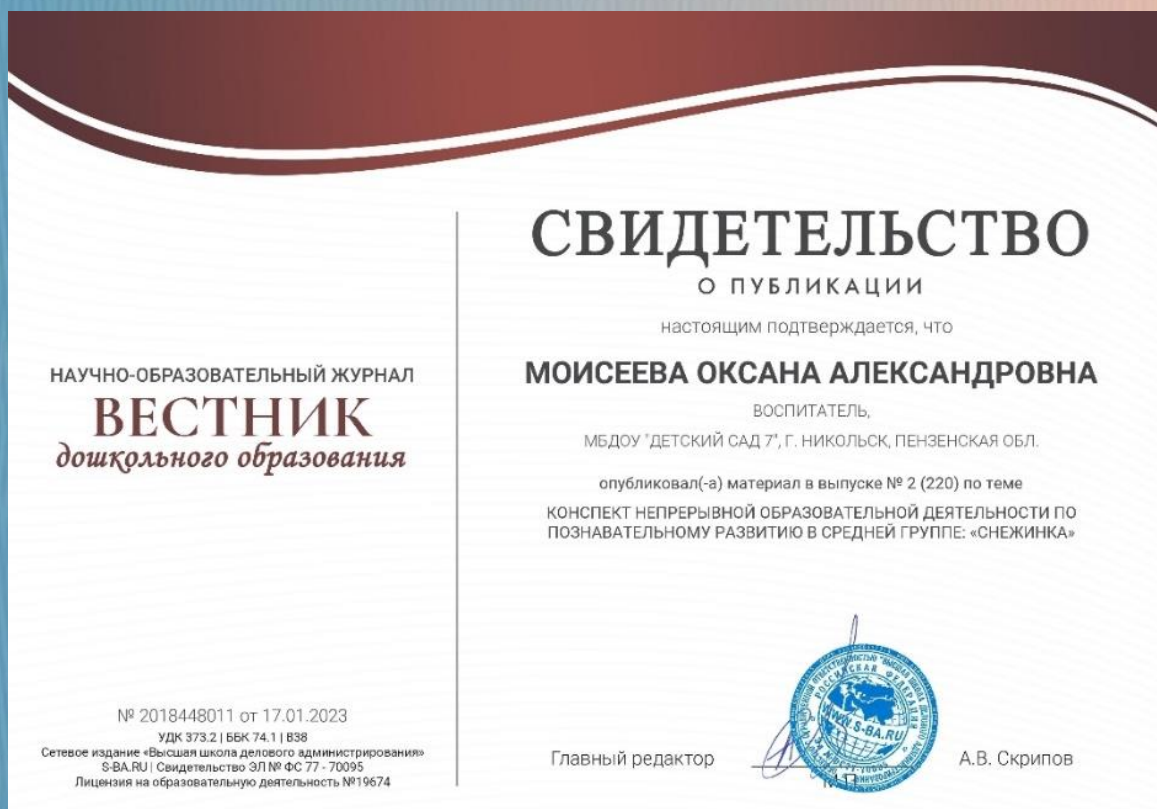 НАУЧНО-ОБРАЗОВАТЕЛЬНЫЙ ЖУРНАЛ
ВЕСТНИК
дошкольного образования
№ 2018448011 от 17.01.2023
УДК 373.2 | ББК 74.1 | В38
Сетевое издание «Высшая школа делового администрирования»
S-BA.RU | Свидетельство ЭЛ № ФС 77 - 70095
Лицензия на образовательную деятельность №19674
СВИДЕТЕЛЬСТВО
О ПУБЛИКАЦИИ
настоящим подтверждается, что
МОИСЕЕВА ОКСАНА АЛЕКСАНДРОВНА
ВОСПИТАТЕЛЬ,
МБДОУ "ДЕТСКИЙ САД 7", Г. НИКОЛЬСК, ПЕНЗЕНСКАЯ ОБЛ.
опубликовал(-а) материал в выпуске № 2 (220) по теме
КОНСПЕКТ НЕПРЕРЫВНОЙ ОБРАЗОВАТЕЛЬНОЙ ДЕЯТЕЛЬНОСТИ ПО
ПОЗНАВАТЕЛЬНОМУ РАЗВИТИЮ В СРЕДНЕЙ ГРУППЕ: «СНЕЖИНКА»
Главный редактор
М.П.
А.В. Скрипов
РОССИЙСКАЯ ФЕДЕРАЦИЯ
WWW.S-BA.RU